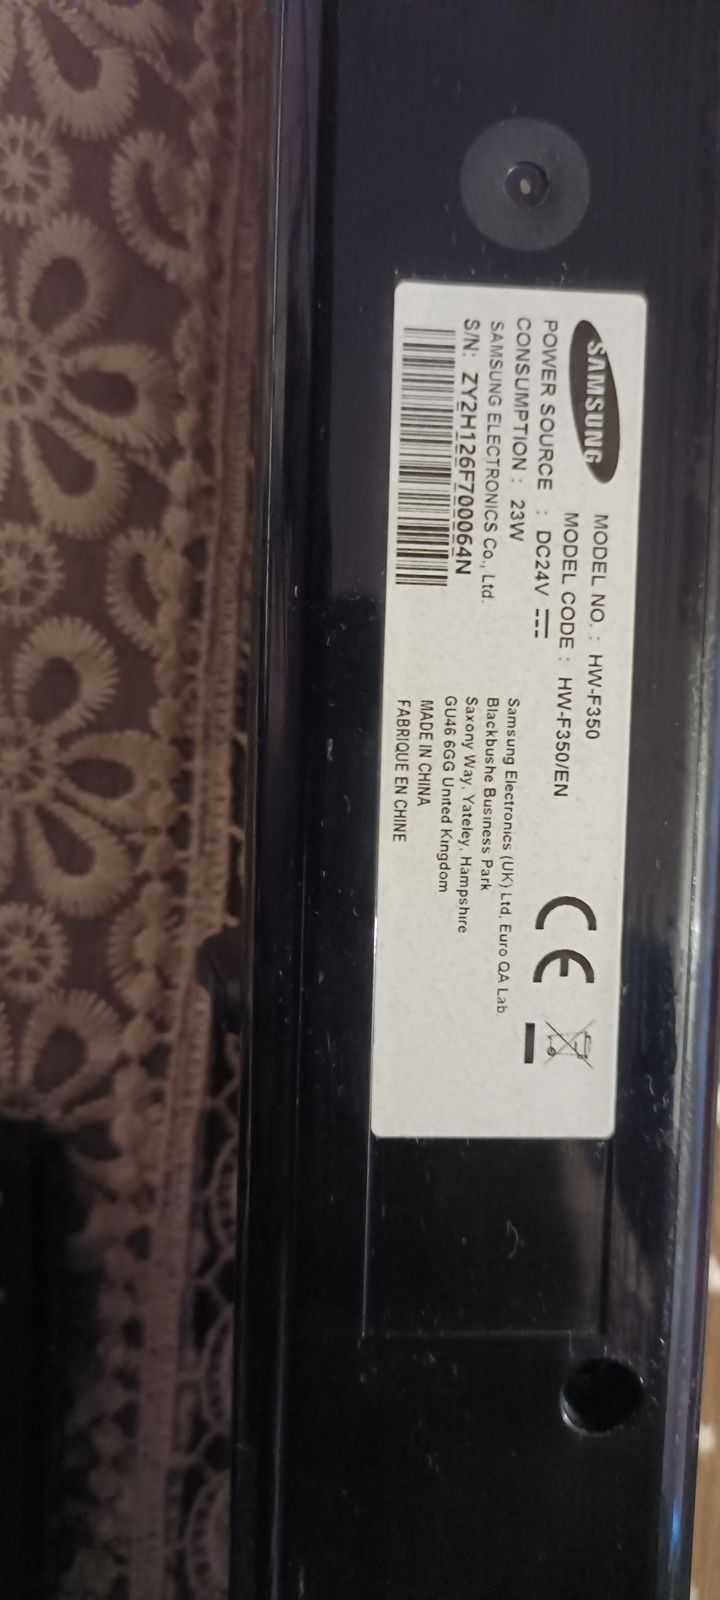 SAMSUNG
MODEL NO. : HW-F350
MODEL CODE : HW-F350/EN
POWER SOURCE : DC24V
CONSUMPTION : 23W
SAMSUNG ELECTRONICS Co., Ltd.
S/N: ZY2H126F700064N
CE
Samsung Electronics (UK) Ltd, Euro QA Lab.
Blackbushe Business Park
Saxony Way, Yateley, Hampshire
GU46 6GG United Kingdom
MADE IN CHINA
FABRIQUE EN CHINE